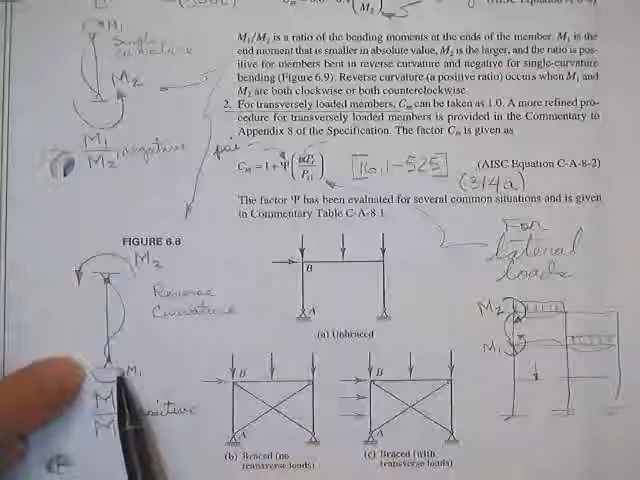 M₁/M₂ is a ratio of the bending moments at the ends of the member. M₁ is the
end moment that is smaller in absolute value, M₂ is the larger, and the ratio is pos-
itive for members bent in reverse curvature and negative for single-curvature
bending (Figure 6.9). Reverse curvature (a positive ratio) occurs when M₁ and
M₂ are both clockwise or both counterclockwise.
2. For transversely loaded members, Cm can be taken as 1.0. A more refined pro-
cedure for transversely loaded members is provided in the Commentary to
Appendix 8 of the Specification. The factor Cm is given as
(AISC Equation C-A-8-2)
The factor Ψ has been evaluated for several common situations and is given
in Commentary Table C-A-8.1
M₁
Single
curvature
M₂
M₁
M₂ negative
[16.1-525]
(314a)
For
lateral
loads
FIGURE 6.8
M₂
Reverse
Curvature
M₁
B
A
(a) Unbraced
M₂
M₁
B
A
(b) Braced (no
transverse loads)
B
A
(c) Braced (with
transverse loads)